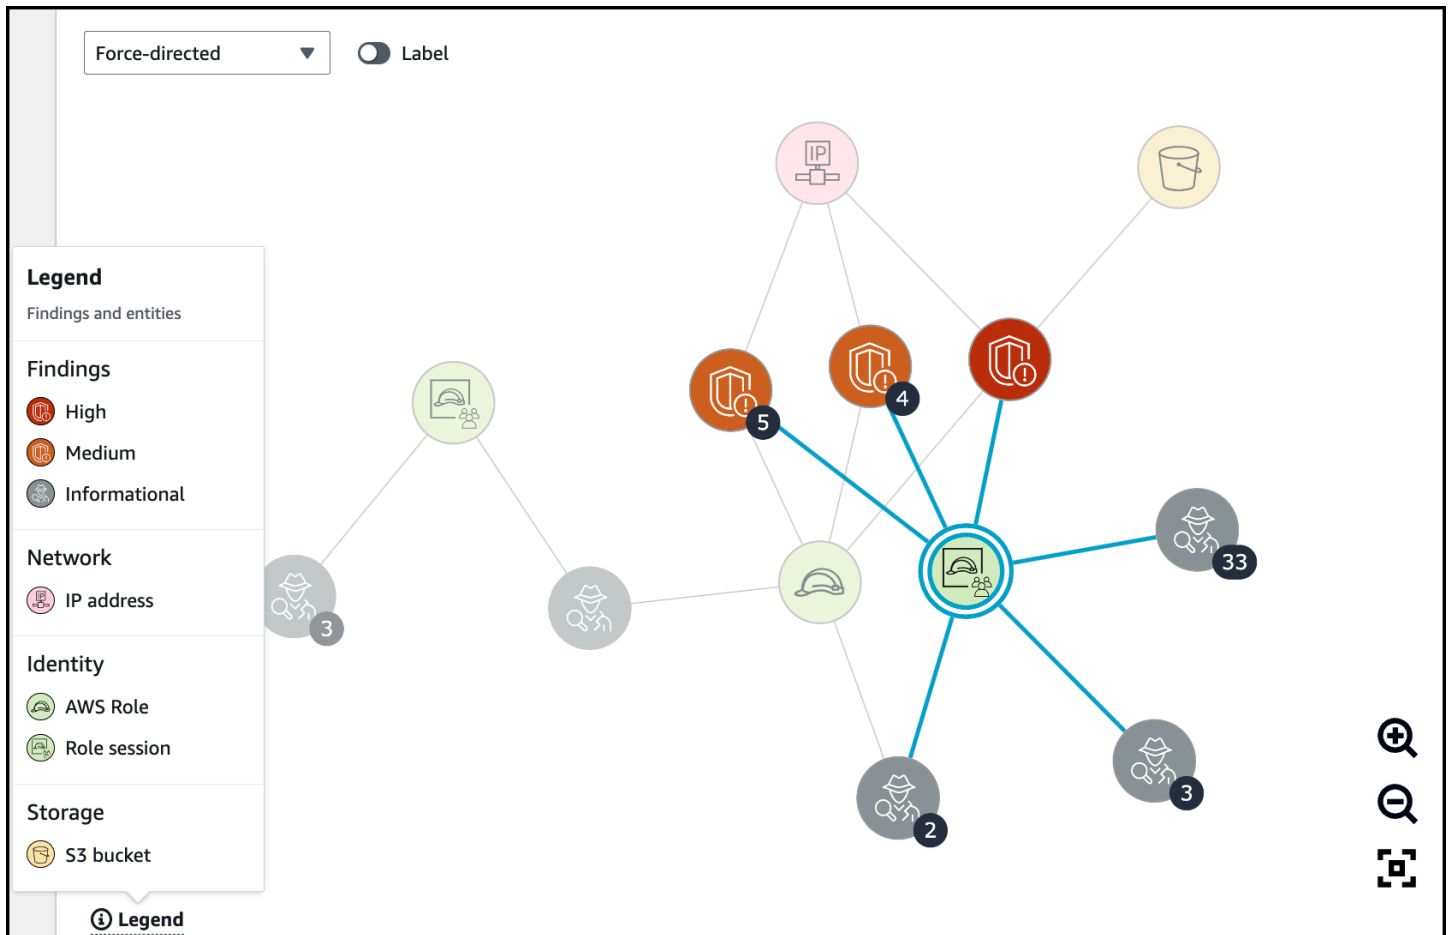 Force-directed
Label
IP
Legend
Findings and entities
Findings
High
Medium
Informational
Network
IP address
Identity
AWS Role
Role session
Storage
S3 bucket
Legend
5
4
33
3
3
2